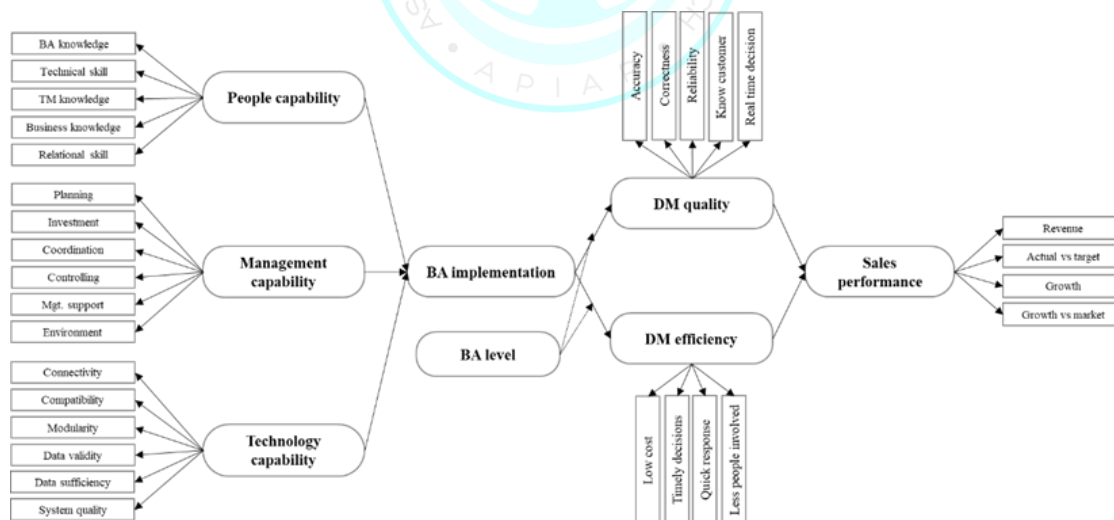 BA knowledge
Technical skill
TM knowledge
Business knowledge
Relational skill
People capability
Planning
Investment
Coordination
Controlling
Mgt. support
Environment
Management
capability
Connectivity
Compatibility
Modularity
Data validity
Data sufficiency
System quality
Technology
capability
BA implementation
BA level
Accuracy
Correctness
Reliability
Know customer
Real time decision
DM quality
DM efficiency
Low cost
Timely decisions
Quick response
Less people involved
Sales
performance
Revenue
Actual vs target
Growth
Growth vs market